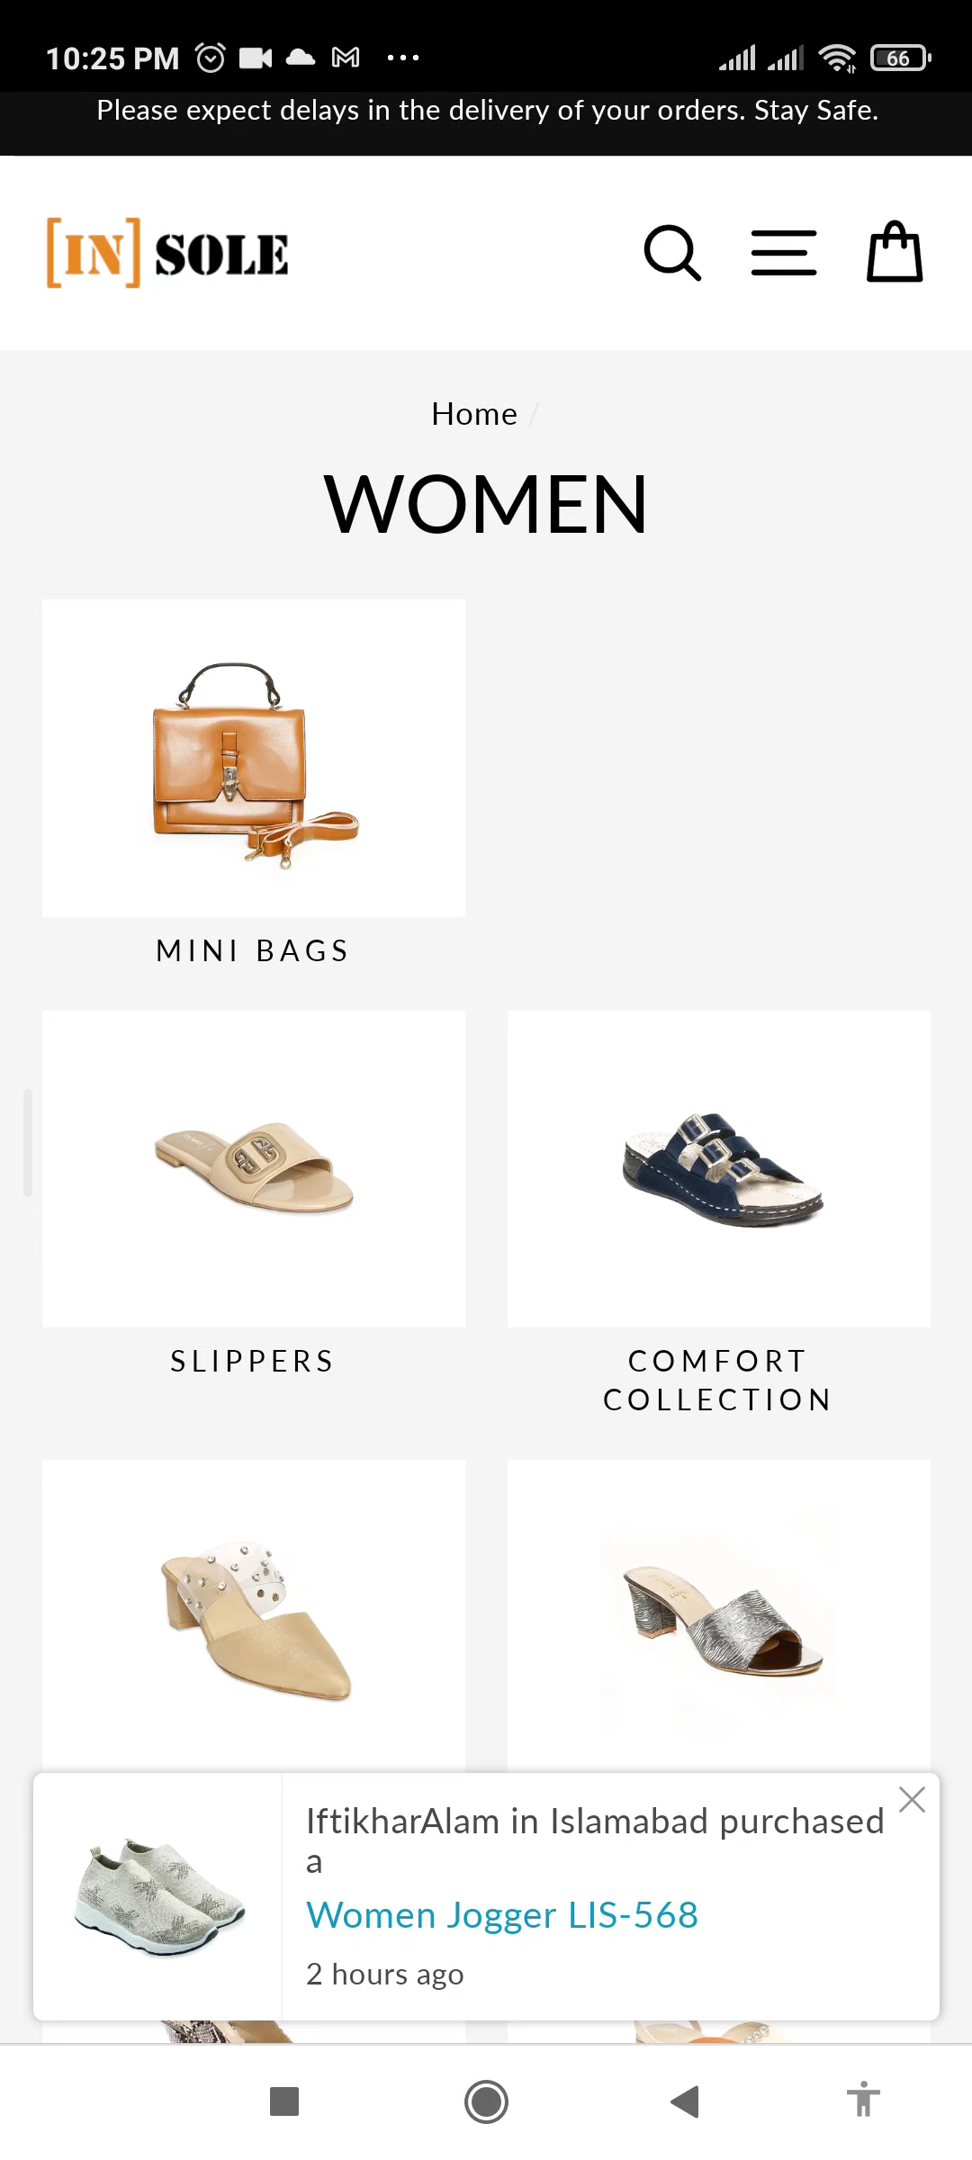 10:25 PM
66
Please expect delays in the delivery of your orders. Stay Safe.
[IN] SOLE
Home /
WOMEN
MINI BAGS
SLIPPERS
COMFORT
COLLECTION
IftikharAlam in Islamabad purchased
a
Women Jogger LIS-568
2 hours ago